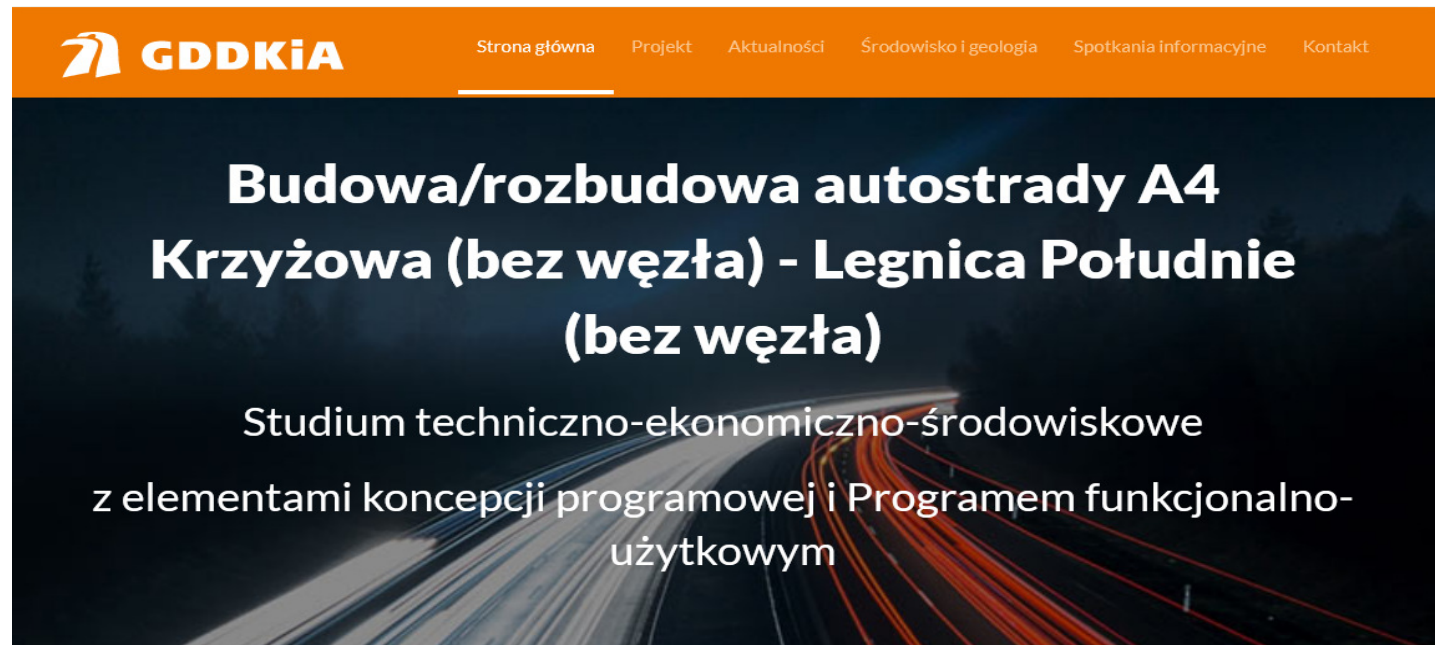 GDDKiA
Strona główna Projekt Aktualności Środowisko i geologia Spotkania informacyjne Kontakt
Budowa/rozbudowa autostrady A4
Krzyżowa (bez węzła) - Legnica Południe
(bez węzła)
Studium techniczno-ekonomiczno-środowiskowe
z elementami koncepcji programowej i Programem funkcjonalno-
użytkowym